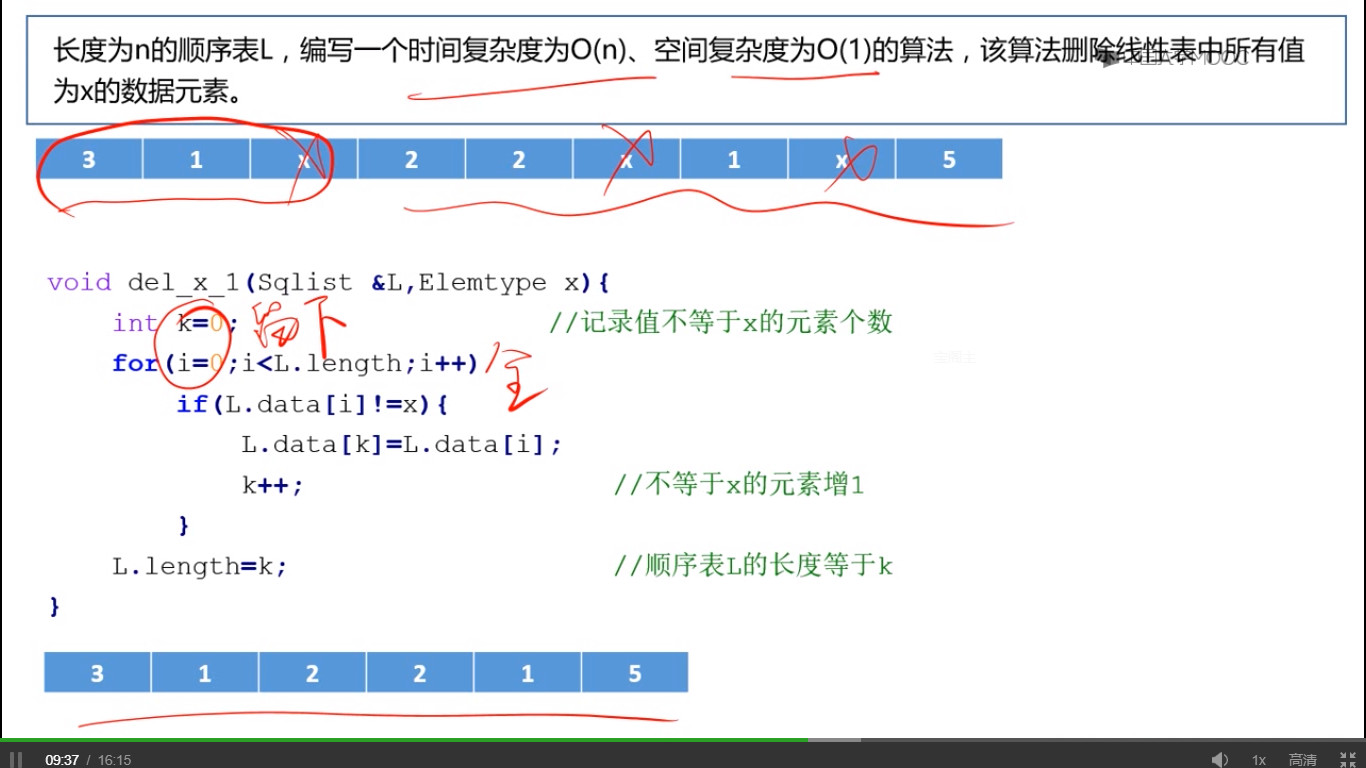 长度为n的顺序表L，编写一个时间复杂度为O(n)、空间复杂度为O(1)的算法，该算法删除线性表中所有值
为x的数据元素。
3 1 x 2 2 x 1 x 5
void del_x_1(Sqlist &L,Elemtype x){
int k=0; 留下 //记录值不等于x的元素个数
for(i=0;i<L.length;i++) 全
if(L.data[i]!=x){
L.data[k]=L.data[i];
k++; //不等于x的元素增1
}
L.length=k; //顺序表L的长度等于k
}
3 1 2 2 1 5
09:37 / 16:15 1x 高清